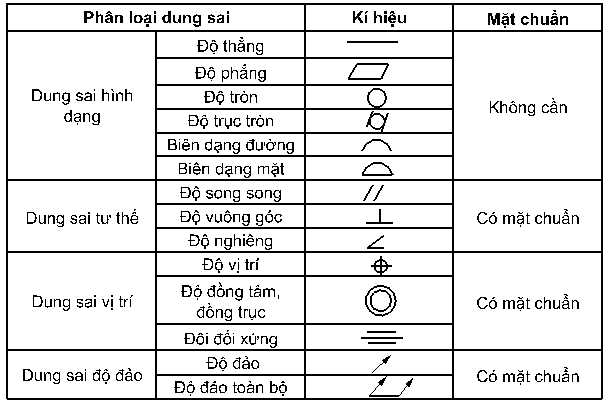 Phân loại dung sai Kí hiệu Mặt chuẩn
Dung sai hình dạng
Độ thẳng
Độ phẳng
Độ tròn
Độ trục tròn
Biên dạng đường
Biên dạng mặt
Không cần
Dung sai tư thế
Độ song song
Độ vuông góc
Độ nghiêng
Có mặt chuẩn
Dung sai vị trí
Độ vị trí
Độ đồng tâm,
đồng trục
Đôi đối xứng
Có mặt chuẩn
Dung sai độ đảo
Độ đảo
Độ đảo toàn bộ
Có mặt chuẩn